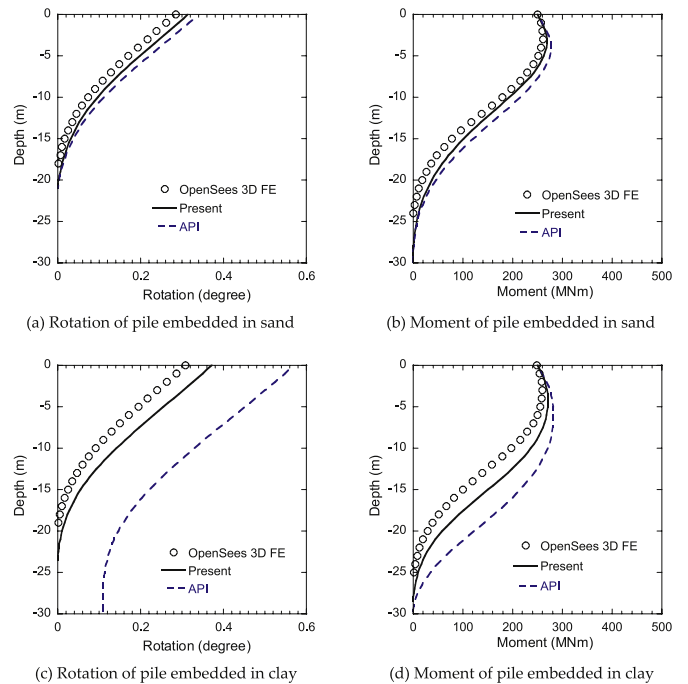 0
-5
-10
-15
-20
-25
-30
Depth (m)
OpenSees 3D FE
Present
API
0 0.2 0.4 0.6
Rotation (degree)
(a) Rotation of pile embedded in sand
0
-5
-10
-15
-20
-25
-30
Depth (m)
OpenSees 3D FE
Present
API
0 100 200 300 400 500
Moment (MNm)
(b) Moment of pile embedded in sand
0
-5
-10
-15
-20
-25
-30
Depth (m)
OpenSees 3D FE
Present
API
0 0.2 0.4 0.6
Rotation (degree)
(c) Rotation of pile embedded in clay
0
-5
-10
-15
-20
-25
-30
Depth (m)
OpenSees 3D FE
Present
API
0 100 200 300 400 500
Moment (MNm)
(d) Moment of pile embedded in clay